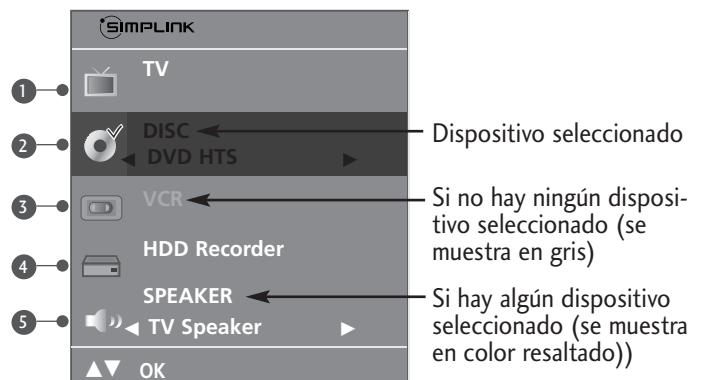 SIMPLINK
1
TV
2
DISC
◄ DVD HTS ►
Dispositivo seleccionado
3
VCR
Si no hay ningún disposi-
tivo seleccionado (se
muestra en gris)
4
HDD Recorder
5
SPEAKER
◄ TV Speaker ►
Si hay algún dispositivo
seleccionado (se muestra
en color resaltado))
▲▼ OK